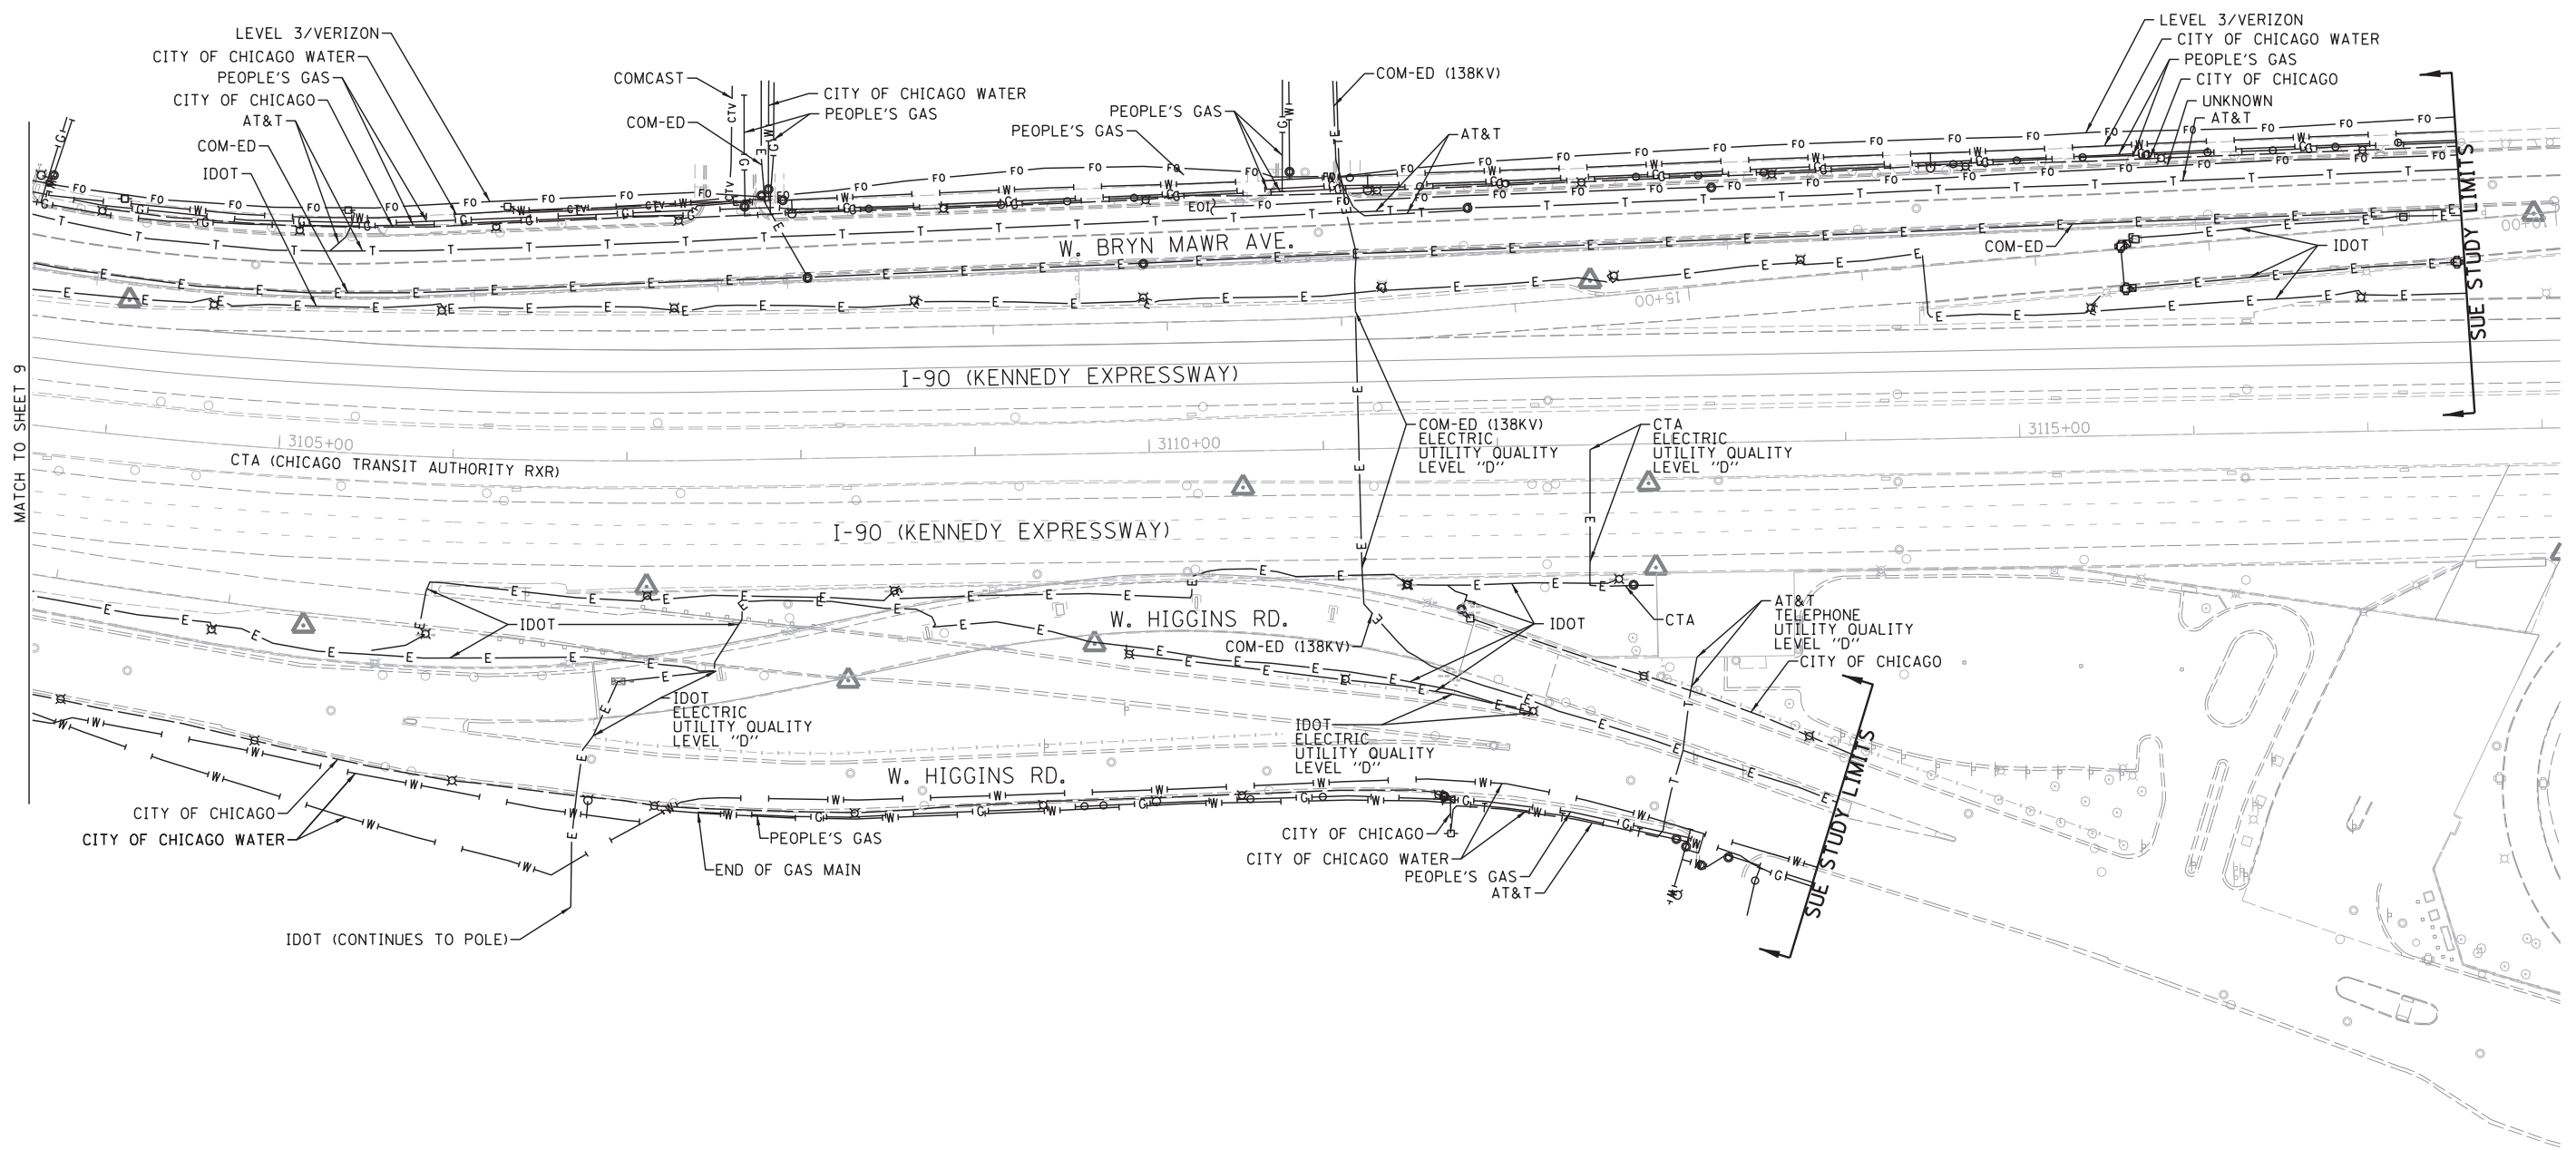 LEVEL 3/VERIZON
CITY OF CHICAGO WATER
PEOPLE'S GAS
CITY OF CHICAGO
AT&T
COM-ED
IDOT
COMCAST
COM-ED
CITY OF CHICAGO WATER
PEOPLE'S GAS
PEOPLE'S GAS
PEOPLE'S GAS
COM-ED (138KV)
AT&T
LEVEL 3/VERIZON
CITY OF CHICAGO WATER
PEOPLE'S GAS
CITY OF CHICAGO
UNKNOWN
AT&T
SUE STUDY LIMITS
EOI
W. BRYN MAWR AVE.
COM-ED
IDOT
15+00
MATCH TO SHEET 9
I-90 (KENNEDY EXPRESSWAY)
3105+00
3110+00
3115+00
CTA (CHICAGO TRANSIT AUTHORITY RXR)
COM-ED (138KV)
ELECTRIC
UTILITY QUALITY
LEVEL "D"
CTA
ELECTRIC
UTILITY QUALITY
LEVEL "D"
I-90 (KENNEDY EXPRESSWAY)
IDOT
W. HIGGINS RD.
COM-ED (138KV)
IDOT
CTA
AT&T
TELEPHONE
UTILITY QUALITY
LEVEL "D"
CITY OF CHICAGO
IDOT
ELECTRIC
UTILITY QUALITY
LEVEL "D"
IDOT
ELECTRIC
UTILITY QUALITY
LEVEL "D"
W. HIGGINS RD.
CITY OF CHICAGO
CITY OF CHICAGO WATER
PEOPLE'S GAS
END OF GAS MAIN
CITY OF CHICAGO
CITY OF CHICAGO WATER
PEOPLE'S GAS
AT&T
SUE STUDY LIMITS
IDOT (CONTINUES TO POLE)